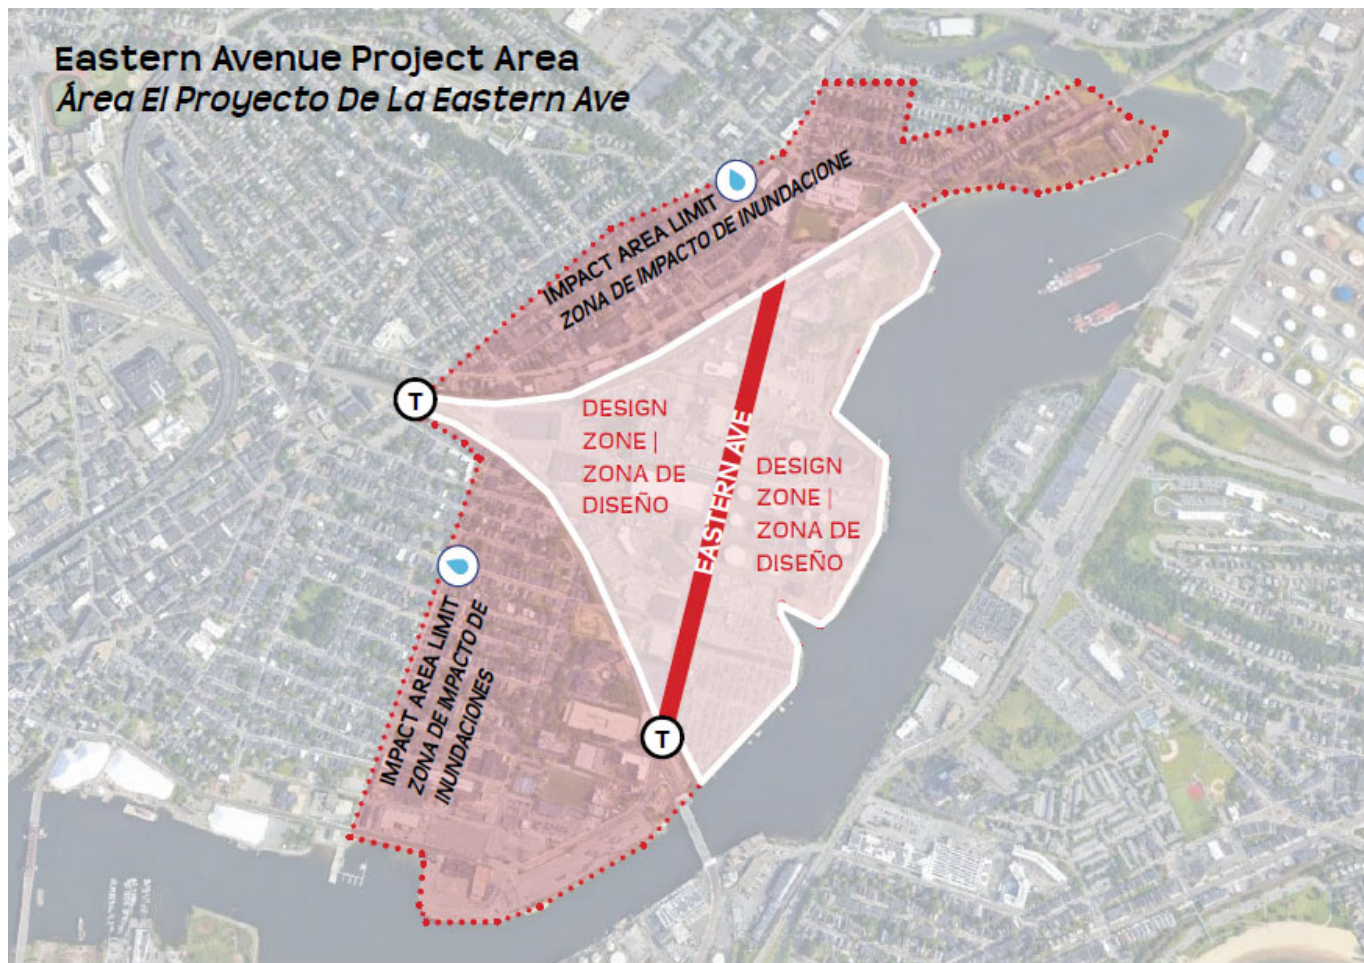 Eastern Avenue Project Area
Área El Proyecto De La Eastern Ave
IMPACT AREA LIMIT
ZONA DE IMPACTO DE INUNDACIONE
T
DESIGN
ZONE |
ZONA DE
DISEÑO
EASTERN AVE
DESIGN
ZONE |
ZONA DE
DISEÑO
IMPACT AREA LIMIT
ZONA DE IMPACTO DE
INUNDACIONES
T